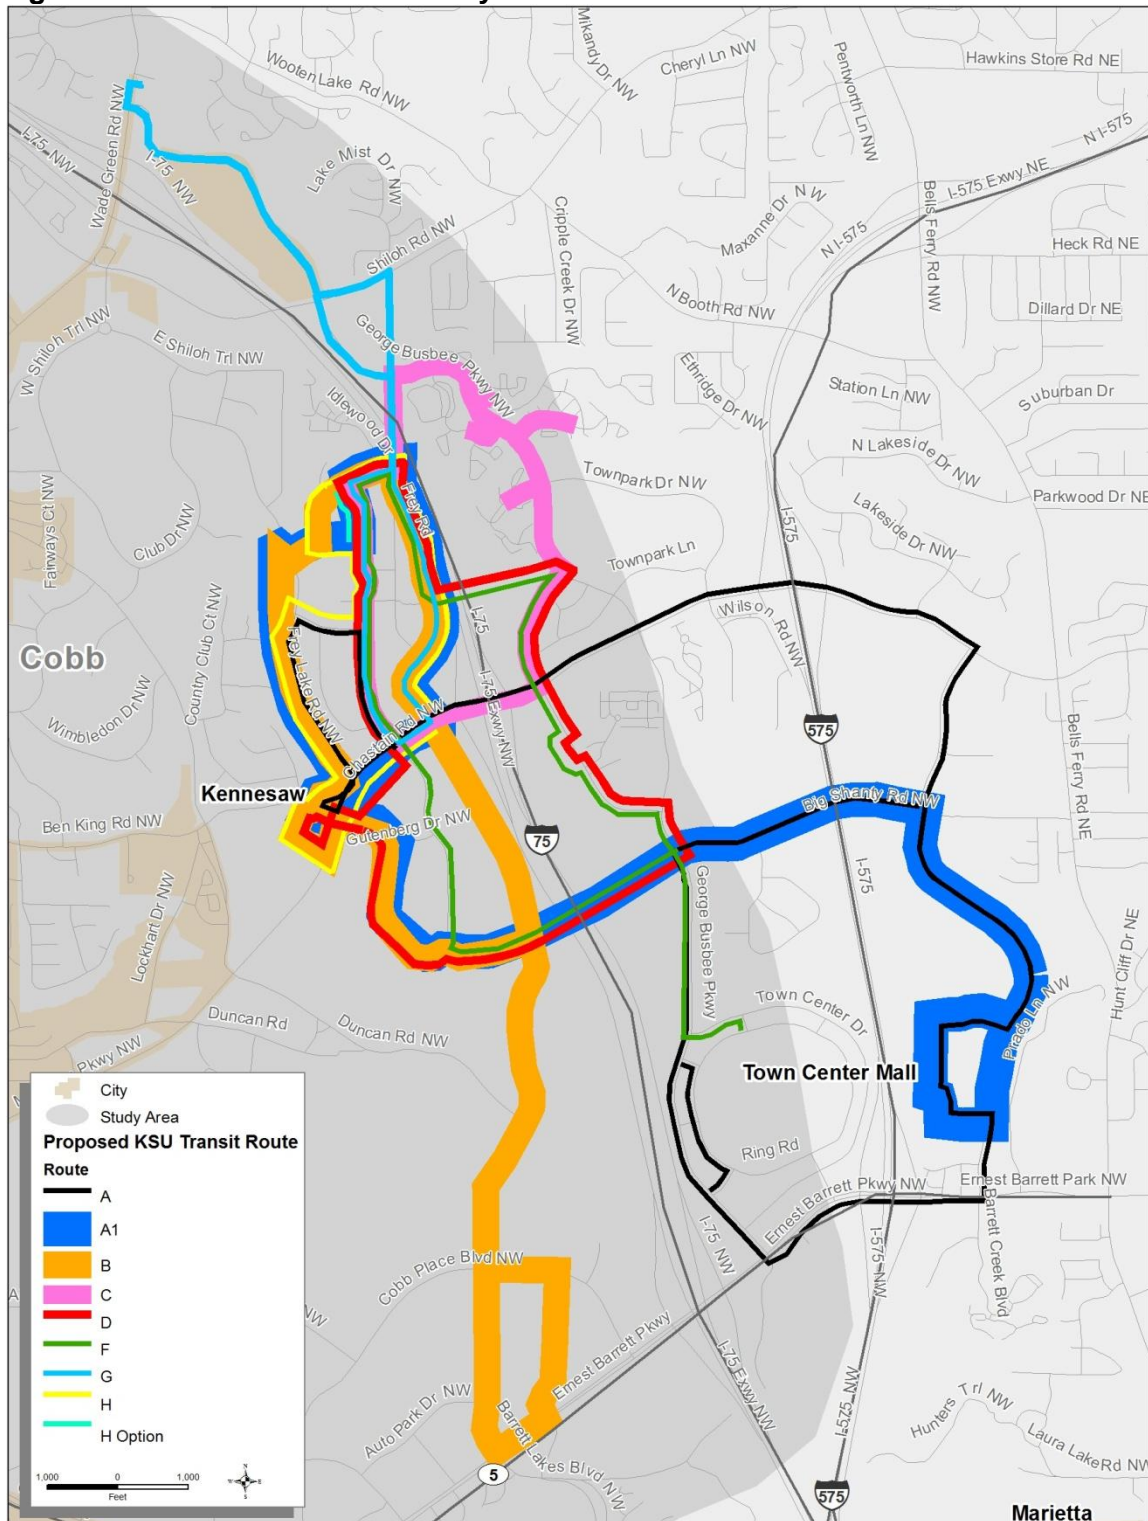 Wooten Lake Rd NW
Mikandy Dr NW
Cheryl Ln NW
Pentworth Ln NW
Hawkins Store Rd NE
N I-575
I-75 NW
Wade Green Rd NW
I-75 NW
Lake Mist Dr NW
I-575 Exwy NE
Bells Ferry Rd NW
Cripple Creek Dr NW
Maxanne Dr NW
N I-575
Heck Rd NE
Shiloh Rd NW
N Booth Rd NW
Dillard Dr NE
W Shiloh Trl NW
E Shiloh Trl NW
George Busbee Pkwy NW
Ethridge Dr NW
Station Ln NW
Suburban Dr
Idlewood Dr
N Lakeside Dr NW
Townpark Dr NW
Parkwood Dr NE
Fairways Ct NW
Club Dr NW
Frey Rd
I-575
Lakeside Dr NW
Townpark Ln
Country Club Ct NW
I-75
Wilson Rd NW
Cobb
Frey Lake Rd NW
Wimbledon Dr NW
I-75 Exwy NW
Chastain Rd NW
575
Bells Ferry Rd NE
Kennesaw
Big Shanty Rd NW
Ben King Rd NW
Gutenberg Dr NW
75
I-575
Lockhart Dr NW
George Busbee Pkwy
Hunt Cliff Dr NE
Duncan Rd
Duncan Rd NW
Town Center Dr
Prado Ln NW
Pkwy NW
Town Center Mall
Ring Rd
Ernest Barrett Pkwy NW
Ernest Barrett Park NW
I-75 NW
I-575 NW
Barrett Creek Blvd
Cobb Place Blvd NW
NW
Ernest Barrett Pkwy
I-75 Exwy NW
Auto Park Dr NW
Barrett Lakes Blvd NW
I-575 NW
Hunters Trl NW
Laura Lake Rd NW
5
575
Marietta
City
Study Area
Proposed KSU Transit Route
Route
A
A1
B
C
D
F
G
H
H Option
1,000 0 1,000
Feet
N
W E
S